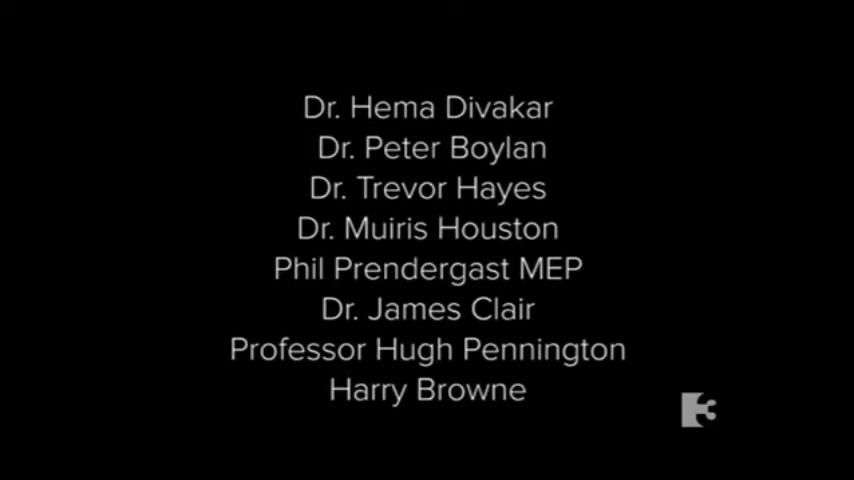 Dr. Hema Divakar
Dr. Peter Boylan
Dr. Trevor Hayes
Dr. Muiris Houston
Phil Prendergast MEP
Dr. James Clair
Professor Hugh Pennington
Harry Browne
3